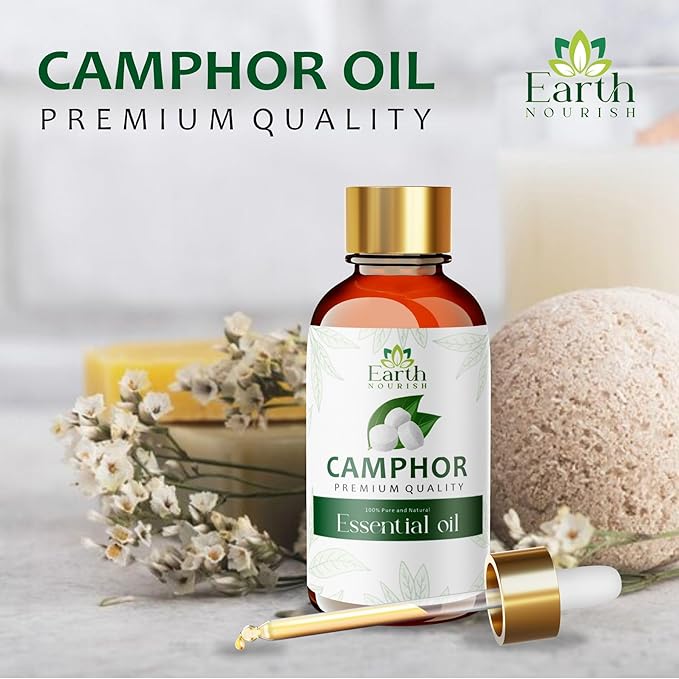 CAMPHOR OIL
PREMIUM QUALITY
Earth
NOURISH
Earth
NOURISH
CAMPHOR
PREMIUM QUALITY
100% Pure and Natural
Essential oil